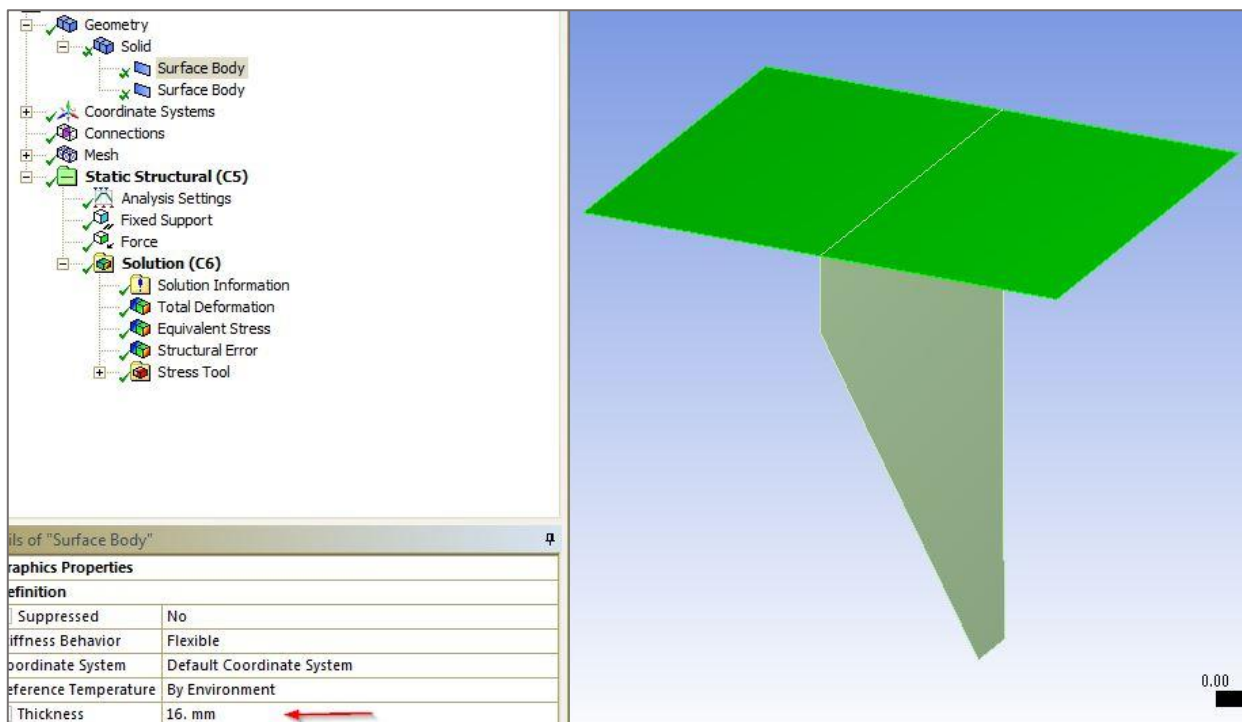 Geometry
Solid
Surface Body
Surface Body
Coordinate Systems
Connections
Mesh
Static Structural (C5)
Analysis Settings
Fixed Support
Force
Solution (C6)
Solution Information
Total Deformation
Equivalent Stress
Structural Error
Stress Tool
ils of "Surface Body"
raphics Properties
efinition
Suppressed No
iffness Behavior Flexible
oordinate System Default Coordinate System
eference Temperature By Environment
Thickness 16. mm
0.00